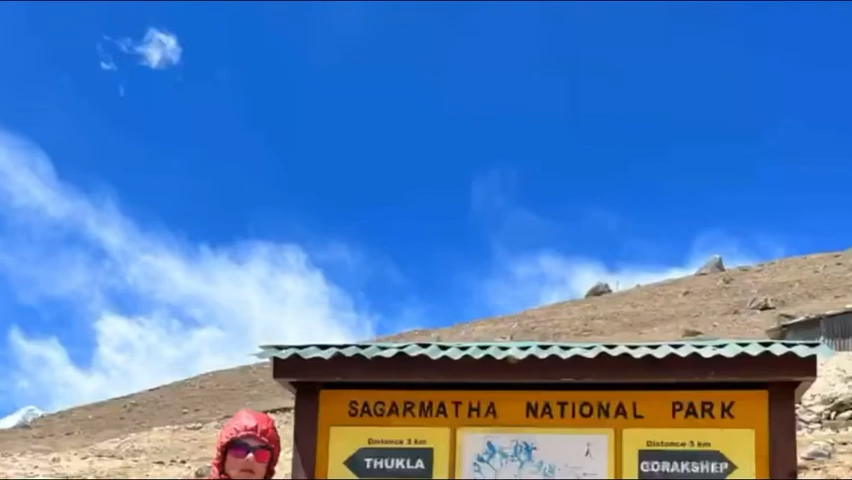 SAGARMATHA NATIONAL PARK
Distance 3 km
THUKLA
Distance-5 km
GORAKSHEP